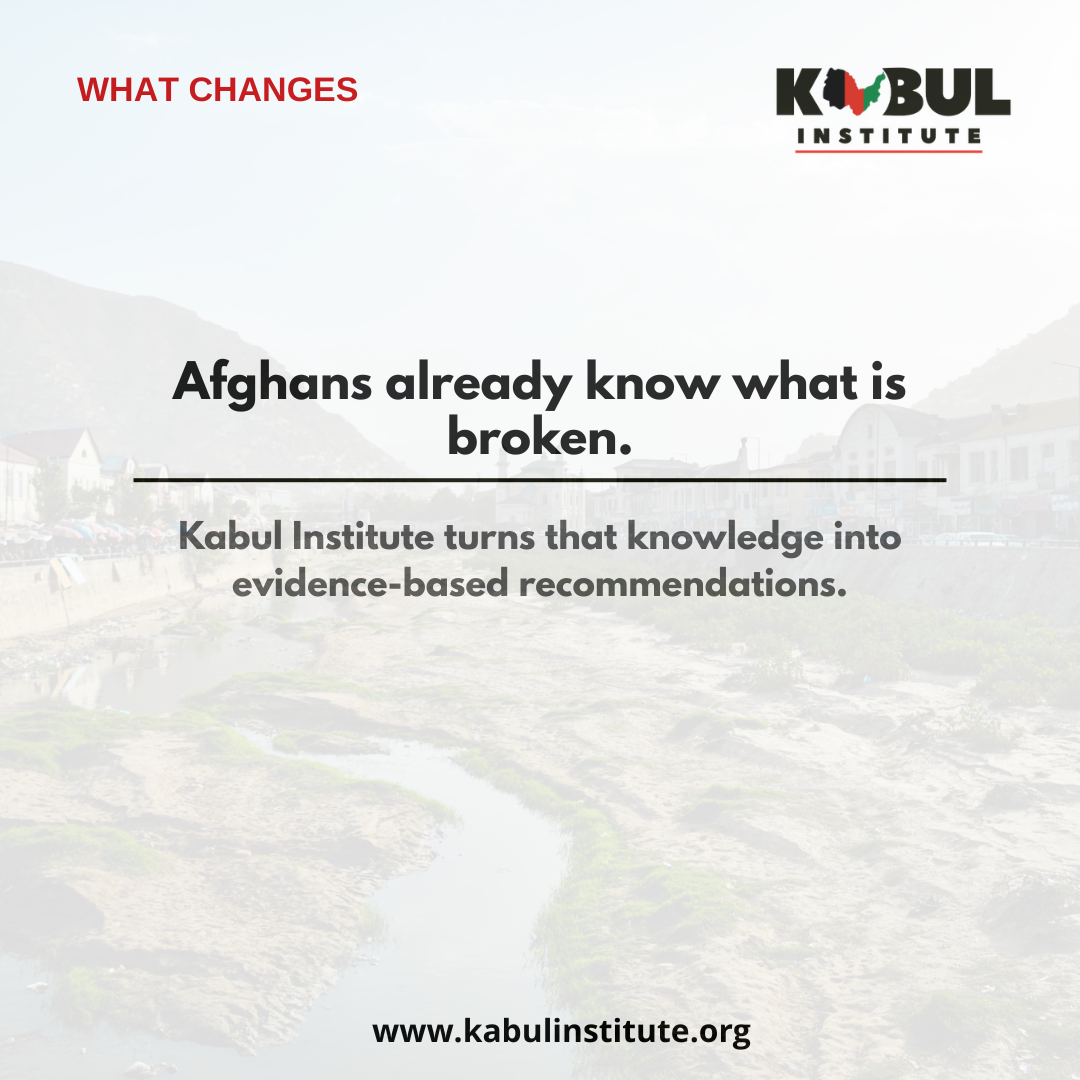 WHAT CHANGES
KABUL
INSTITUTE
Afghans already know what is
broken.
Kabul Institute turns that knowledge into
evidence-based recommendations.
www.kabulinstitute.org